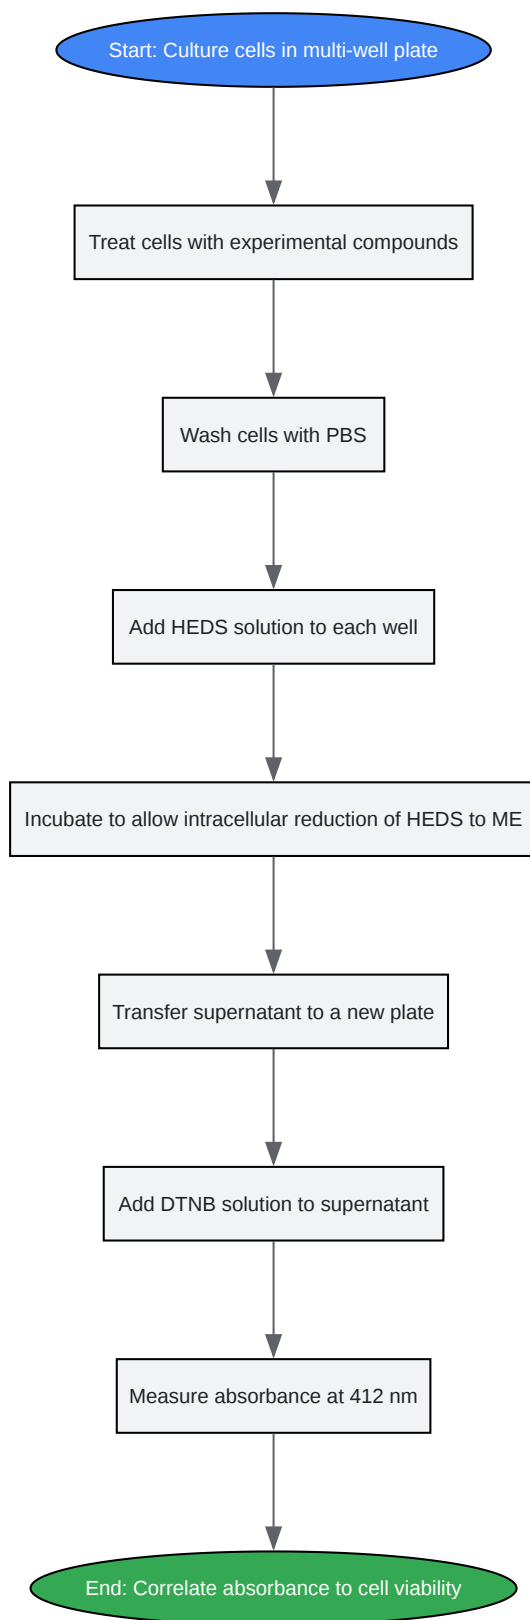 Start: Culture cells in multi-well plate
Treat cells with experimental compounds
Wash cells with PBS
Add HEDS solution to each well
Incubate to allow intracellular reduction of HEDS to ME
Transfer supernatant to a new plate
Add DTNB solution to supernatant
Measure absorbance at 412 nm
End: Correlate absorbance to cell viability